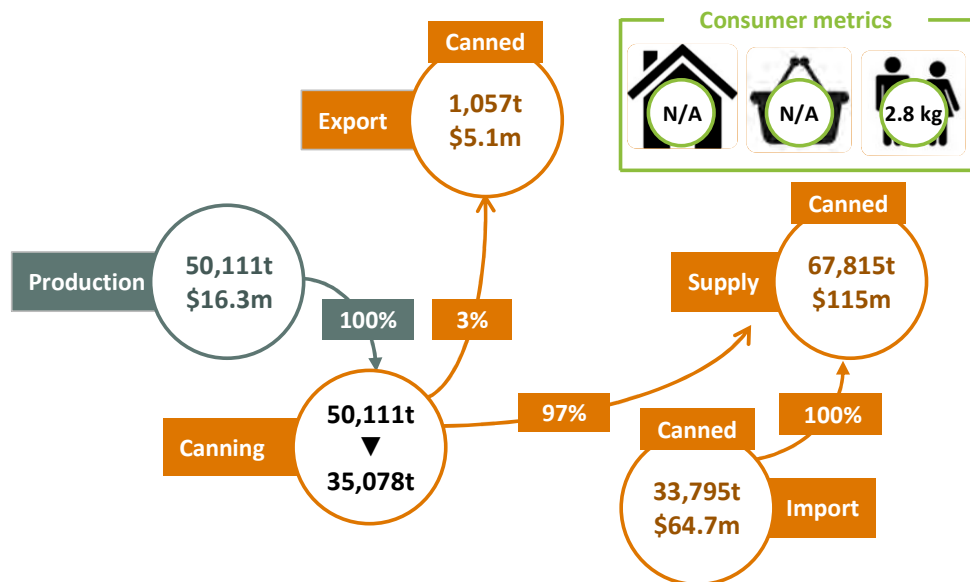 Consumer metrics
N/A
N/A
2.8 kg
Canned
1,057t
$5.1m
Export
Canned
67,815t
$115m
Supply
Production
50,111t
$16.3m
100%
3%
97%
100%
Canning
50,111t
▼
35,078t
Canned
33,795t
$64.7m
Import